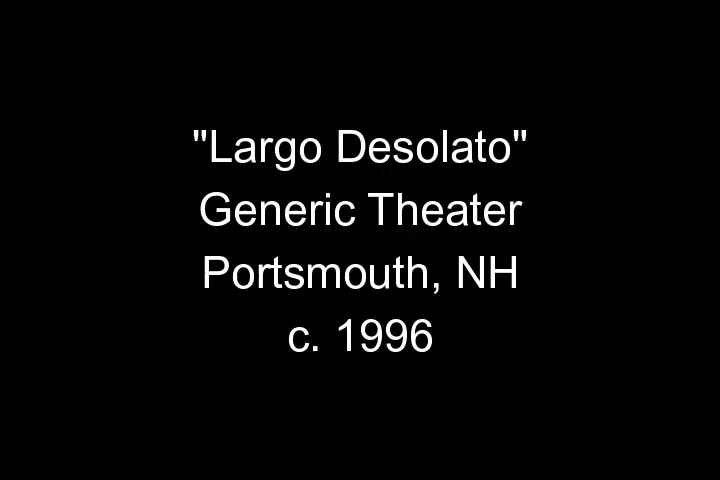 "Largo Desolato"
Generic Theater
Portsmouth, NH
c. 1996